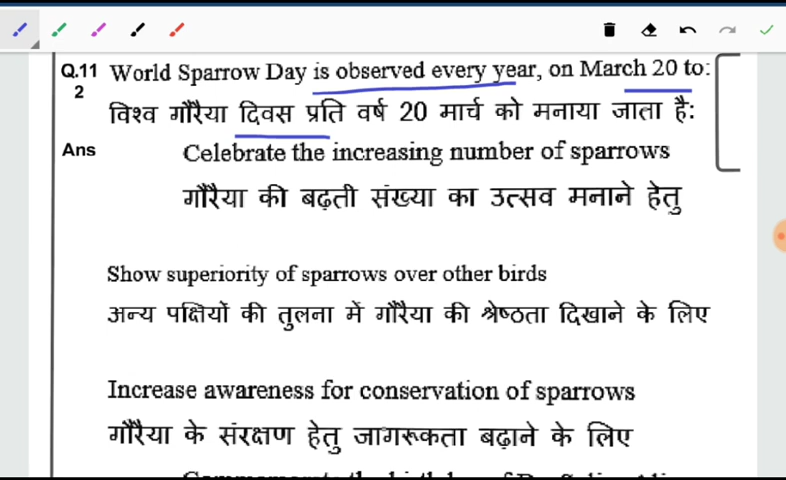 Q.11 World Sparrow Day is observed every year, on March 20 to:
2
विश्व गौरैया दिवस प्रति वर्ष 20 मार्च को मनाया जाता है:
Ans Celebrate the increasing number of sparrows
गौरैया की बढ़ती संख्या का उत्सव मनाने हेतु
Show superiority of sparrows over other birds
अन्य पक्षियों की तुलना में गौरैया की श्रेष्ठता दिखाने के लिए
Increase awareness for conservation of sparrows
गौरैया के संरक्षण हेतु जागरूकता बढ़ाने के लिए